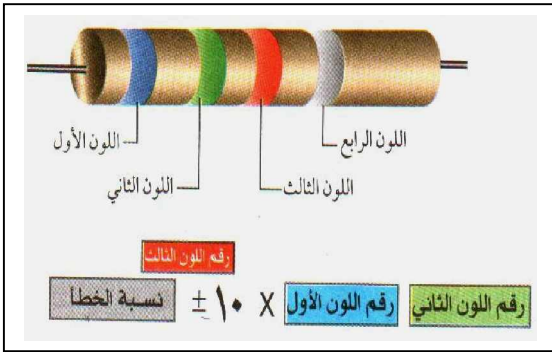 اللون الأول
اللون الرابع
اللون الثاني
اللون الثالث
رقم اللون الثالث
رقم اللون الثاني رقم اللون الأول × ١٠ ± نسبة الخطأ